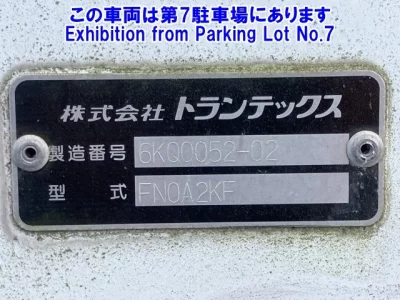 この車両は第7駐車場にあります
Exhibition from Parking Lot No.7
株式会社 トランテックス
製造番号 6KQ0052-02
型 式 FN0A2KF